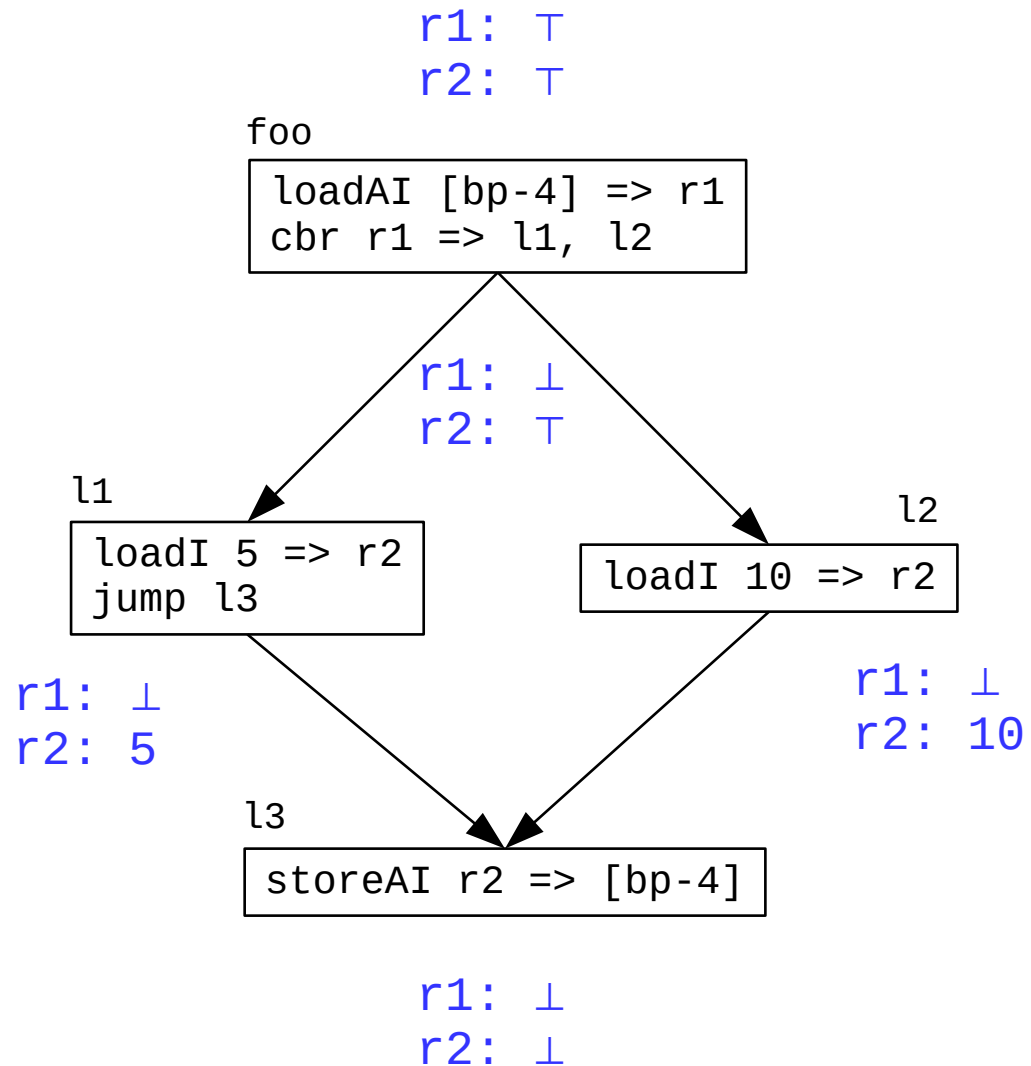 r1: ⊤
r2: ⊤
foo
loadAI [bp-4] => r1
cbr r1 => l1, l2
r1: ⊥
r2: ⊤
l1
loadI 5 => r2
jump l3
l2
loadI 10 => r2
r1: ⊥
r2: 5
r1: ⊥
r2: 10
l3
storeAI r2 => [bp-4]
r1: ⊥
r2: ⊥